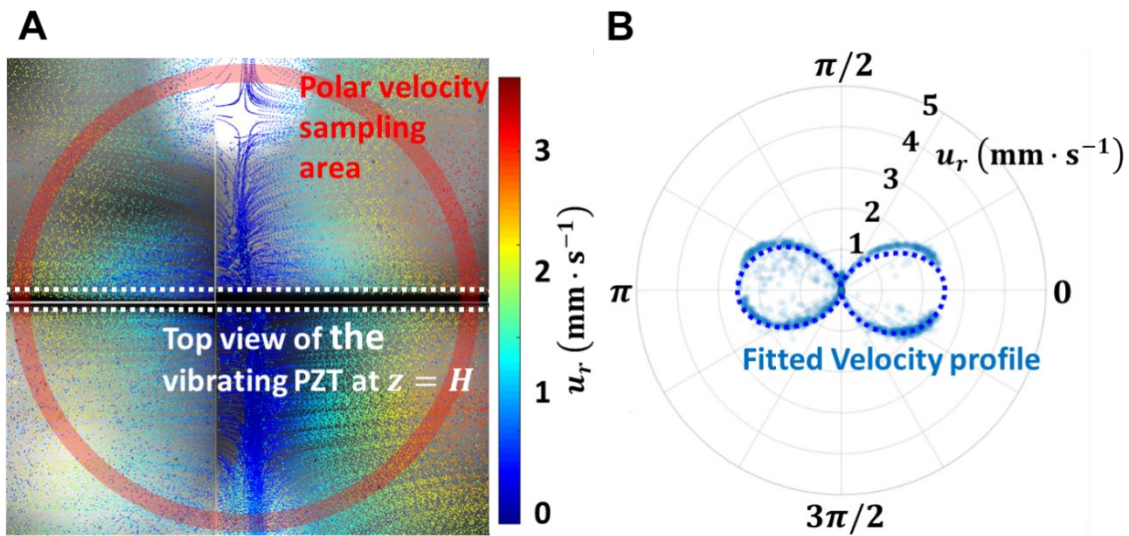 A
Polar velocity
sampling
area
Top view of the
vibrating PZT at z = H
3
2
1
0
u_r (mm · s⁻¹)
B
π/2
5
4
u_r (mm · s⁻¹)
3
2
1
π
0
Fitted Velocity profile
3π/2